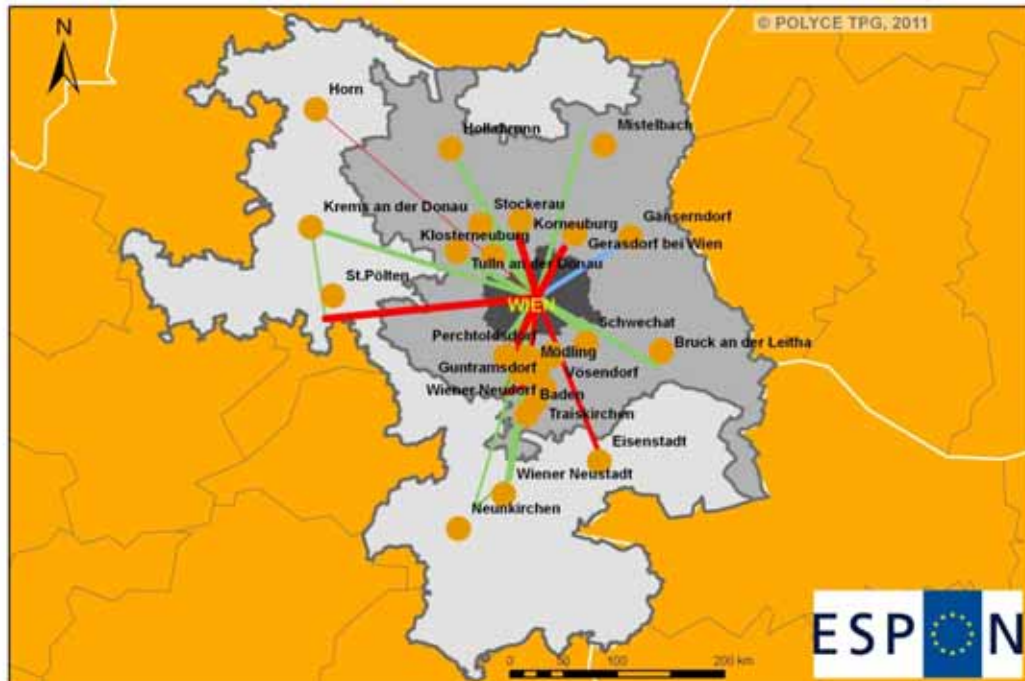 © POLYCE TPG, 2011
N
Horn
Hollabrunn
Mistelbach
Krems an der Donau
Stockerau
Korneuburg
Gänserndorf
Klosterneuburg
Gerasdorf bei Wien
Tulln an der Donau
St.Pölten
WIEN
Schwechat
Perchtoldsdorf
Mödling
Bruck an der Leitha
Guntramsdorf
Vösendorf
Wiener Neudorf
Baden
Traiskirchen
Eisenstadt
Wiener Neustadt
Neunkirchen
ESPON
0 50 100 200 km